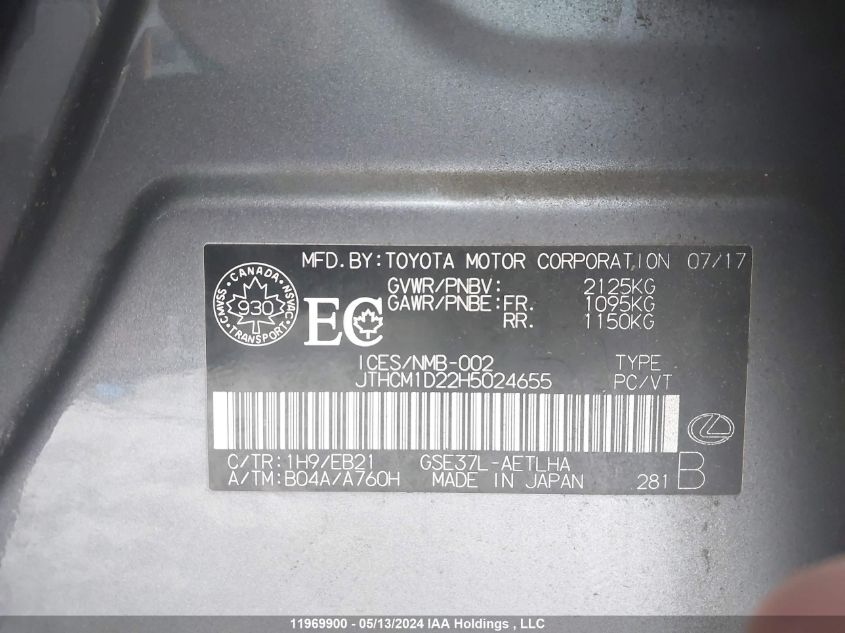 MFD.BY:TOYOTA MOTOR CORPORATION 07/17
GVWR/PNBV: 2125KG
GAWR/PNBE:FR. 1095KG
RR. 1150KG
CANADA
CMVSS 930 NSVAC
TRANSPORT
EC
ICES/NMB-002 TYPE
JTHCM1D22H5024655 PC/VT
C/TR:1H9/EB21 GSE37L-AETLHA
A/TM:B04A/A760H MADE IN JAPAN 281 B
11969900 - 05/13/2024 IAA Holdings , LLC